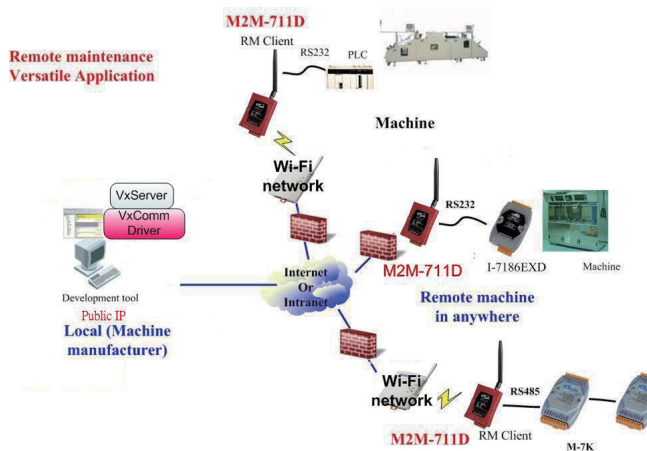 M2M-711D
RM Client
Remote maintenance
Versatile Application
RS232
PLC
Machine
Wi-Fi
network
VxServer
VxComm
Driver
RS232
I-7186EXD
Machine
M2M-711D
Internet
Or
Intranet
Development tool
Public IP
Local (Machine
manufacturer)
Remote machine
in anywhere
Wi-Fi
network
M2M-711D
RM Client
RS485
M-7K